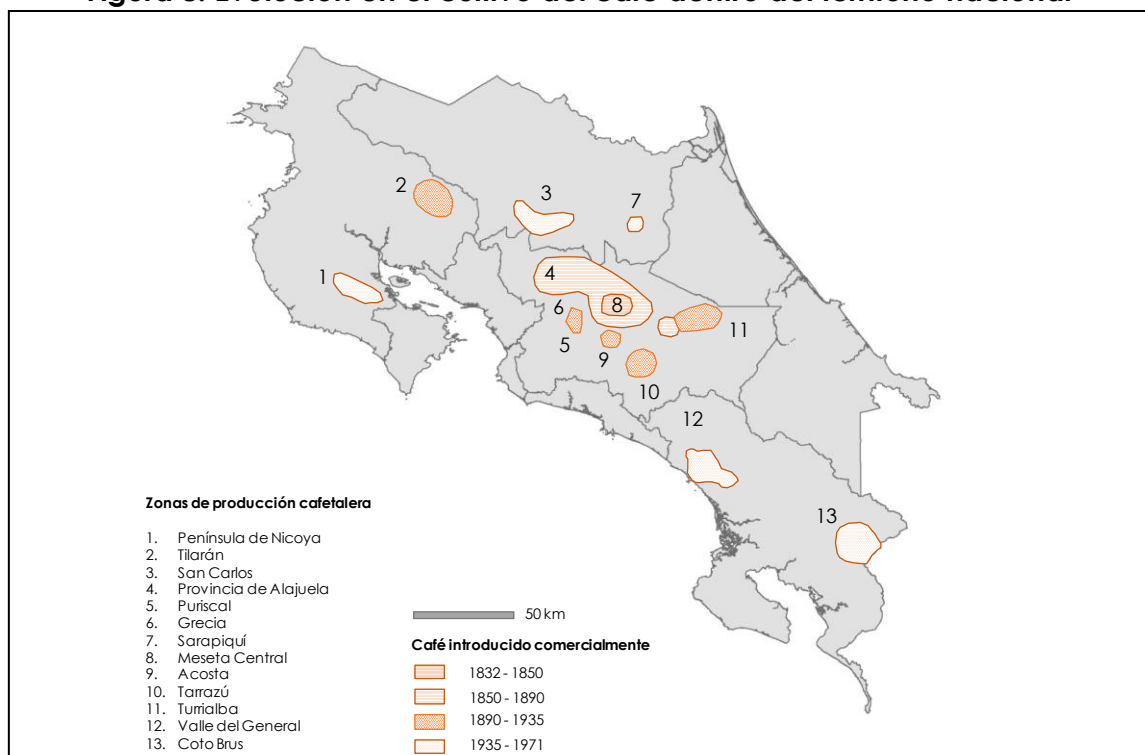 2
3
7
1
4
8
6
5
9
11
10
12
13
Zonas de producción cafetalera
1. Península de Nicoya
2. Tilarán
3. San Carlos
4. Provincia de Alajuela
5. Puriscal
6. Grecia
7. Sarapiquí
8. Meseta Central
9. Acosta
10. Tarrazú
11. Turrialba
12. Valle del General
13. Coto Brus
50 km
Café introducido comercialmente
1832 - 1850
1850 - 1890
1890 - 1935
1935 - 1971